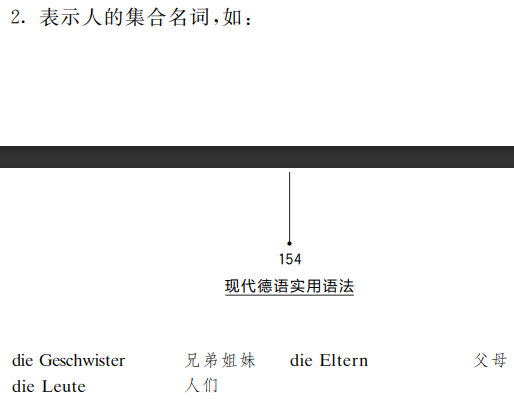 2. 表示人的集合名词,如:
154
现代德语实用语法
die Geschwister 兄弟姐妹 die Eltern 父母
die Leute 人们